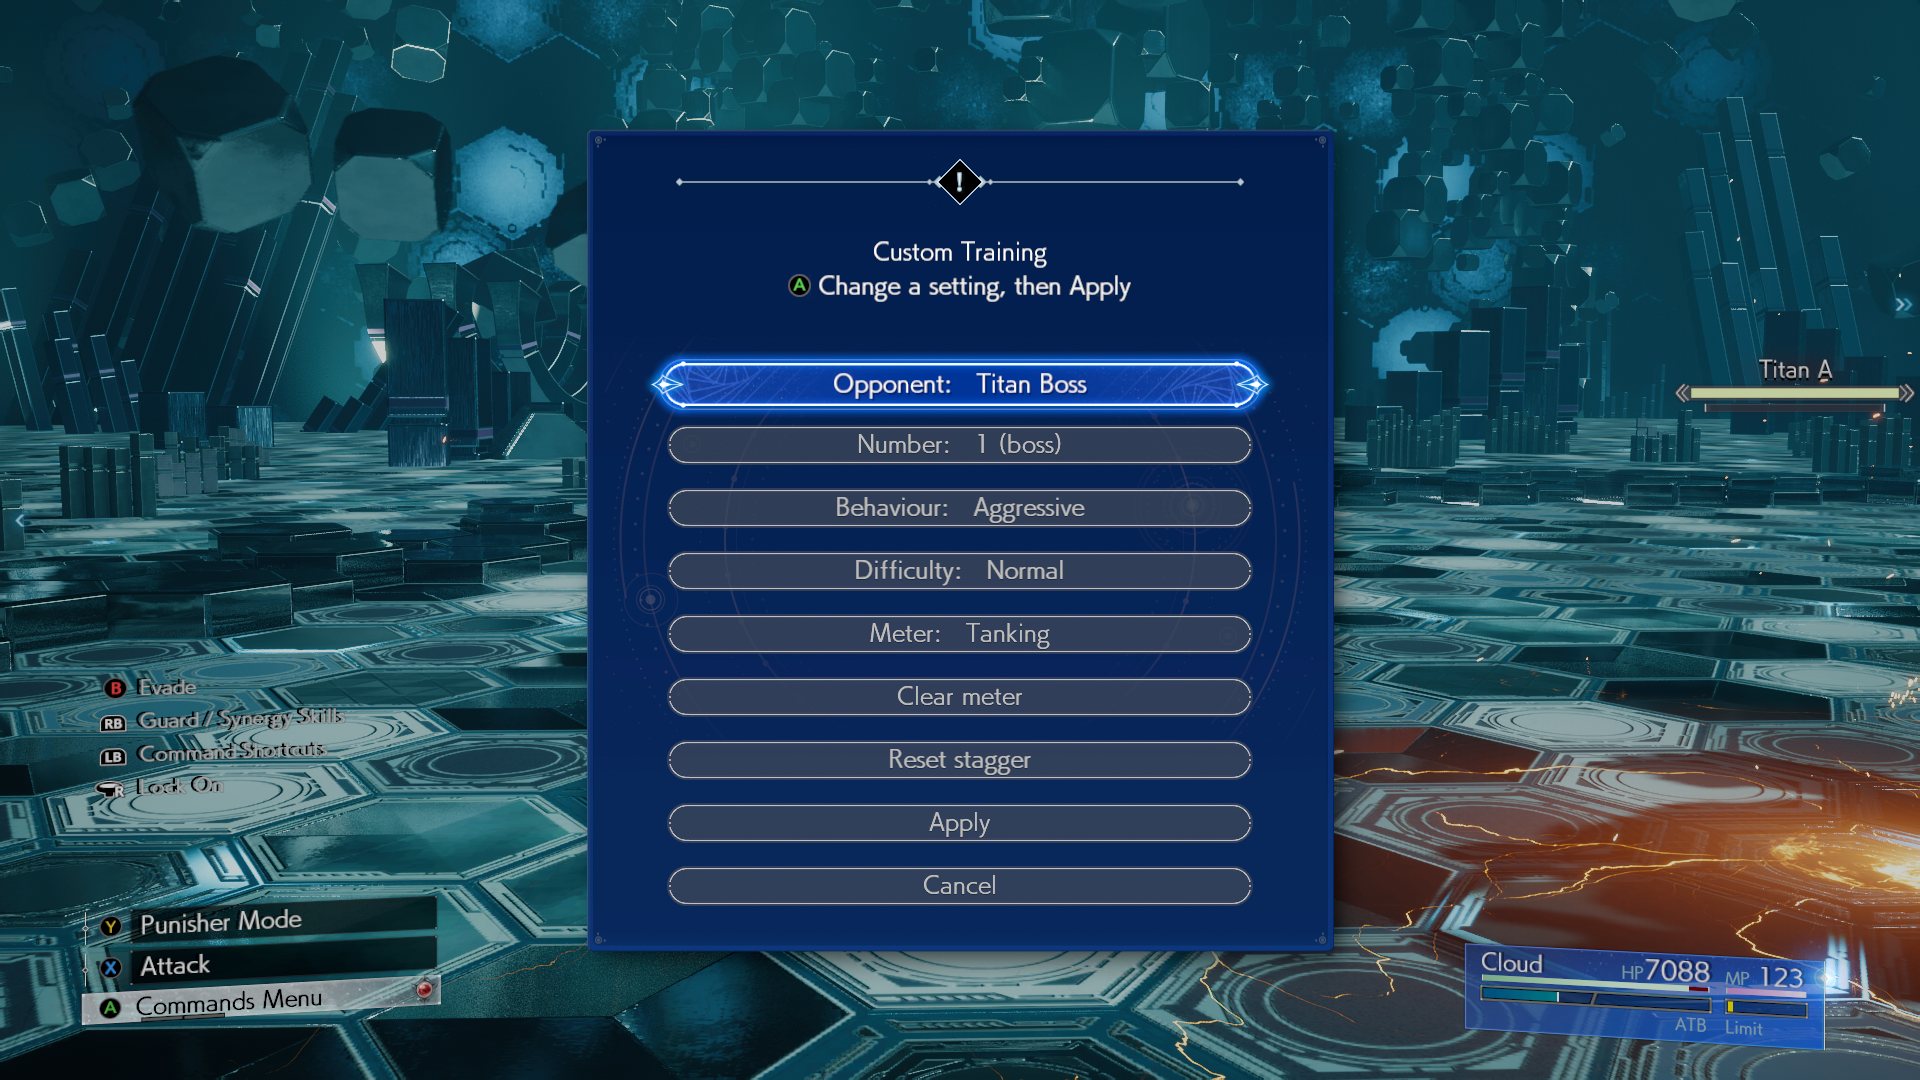 !
Custom Training
A Change a setting, then Apply
Opponent: Titan Boss
Number: 1 (boss)
Behaviour: Aggressive
Difficulty: Normal
Meter: Tanking
Clear meter
Reset stagger
Apply
Cancel
Titan A
B Evade
RB Guard / Synergy Skills
LB Command Shortcuts
R Lock On
Y Punisher Mode
X Attack
A Commands Menu
Cloud HP 7088 MP 123
ATB Limit